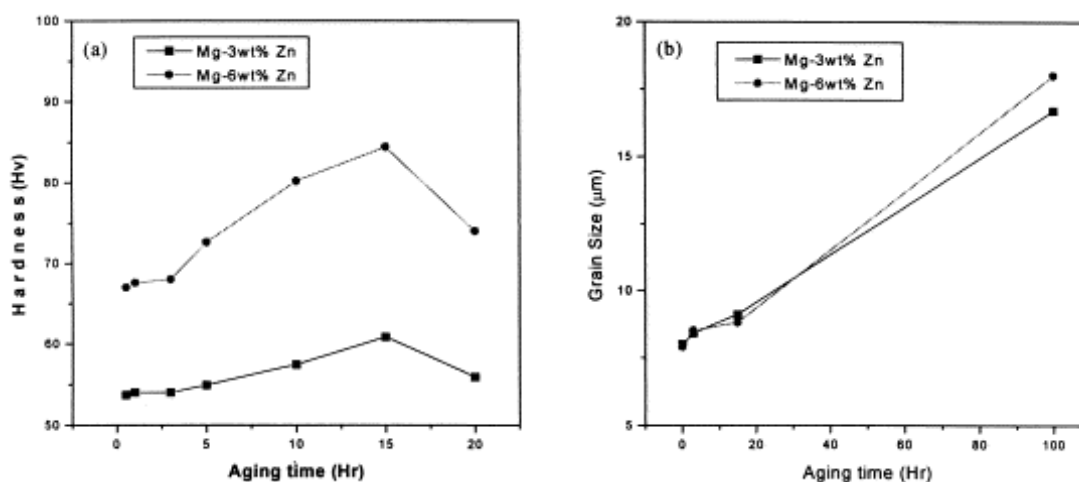 (a)
Mg-3wt% Zn
Mg-6wt% Zn
Hardness (Hv)
100
90
80
70
60
50
0
5
10
15
20
Aging time (Hr)
(b)
Mg-3wt% Zn
Mg-6wt% Zn
Grain Size (μm)
20
15
10
5
0
20
40
60
80
100
Aging time (Hr)